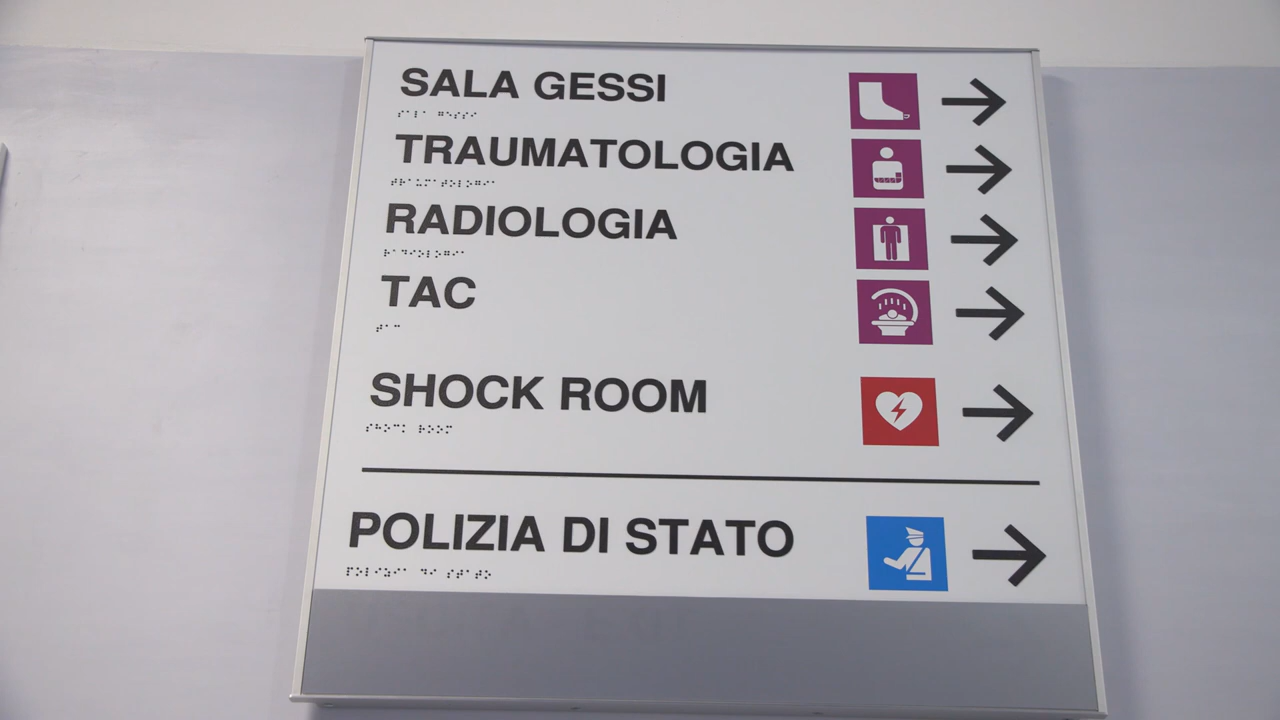 SALA GESSI
⠎⠁⠇⠁ ⠛⠑⠎⠎⠊
TRAUMATOLOGIA
⠞⠗⠁⠥⠍⠁⠞⠕⠇⠕⠛⠊⠁
RADIOLOGIA
⠗⠁⠙⠊⠕⠇⠕⠛⠊⠁
TAC
⠞⠁⠉
SHOCK ROOM
⠎⠓⠕⠉⠅ ⠗⠕⠕⠍
POLIZIA DI STATO
⠏⠕⠇⠊⠵⠊⠁ ⠙⠊ ⠎⠞⠁⠞⠕